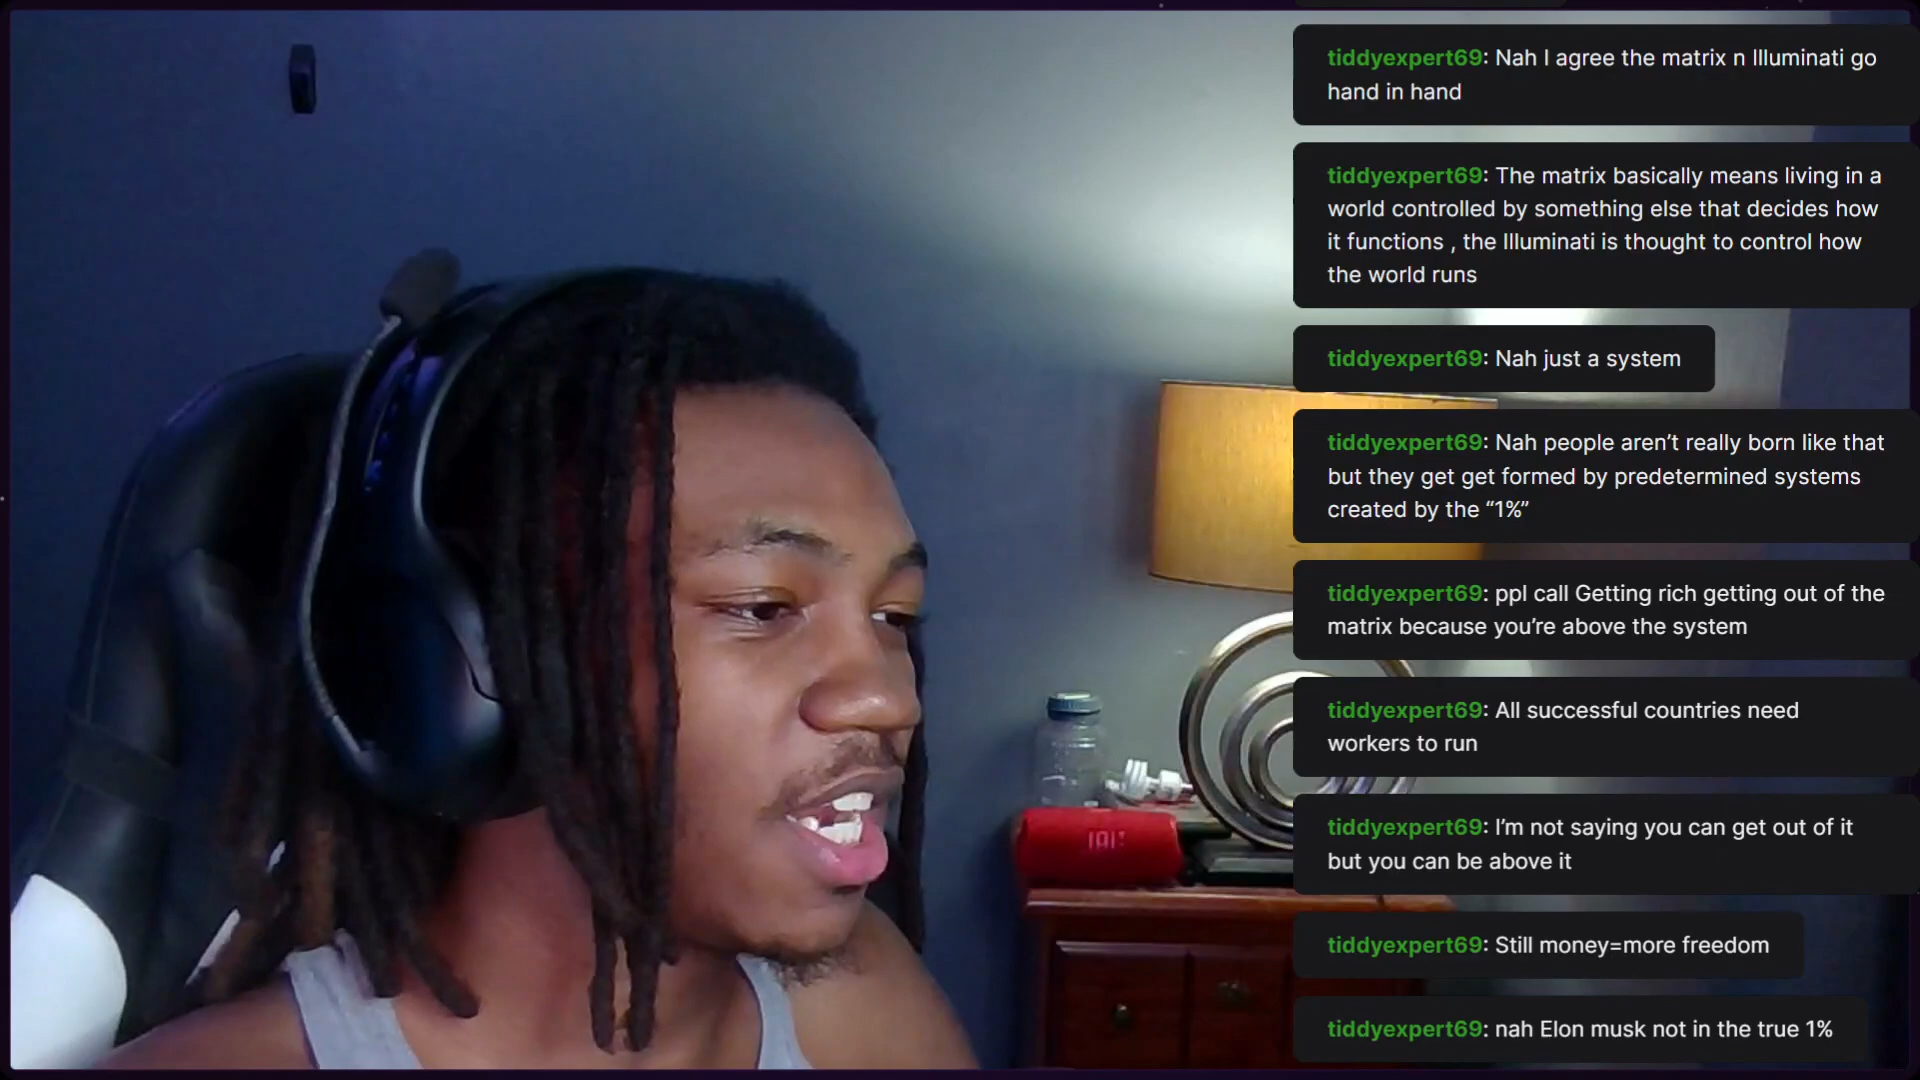 tiddyexpert69: Nah I agree the matrix n Illuminati go
hand in hand
tiddyexpert69: The matrix basically means living in a
world controlled by something else that decides how
it functions , the Illuminati is thought to control how
the world runs
tiddyexpert69: Nah just a system
tiddyexpert69: Nah people aren’t really born like that
but they get get formed by predetermined systems
created by the “1%”
tiddyexpert69: ppl call Getting rich getting out of the
matrix because you’re above the system
tiddyexpert69: All successful countries need
workers to run
tiddyexpert69: I’m not saying you can get out of it
but you can be above it
tiddyexpert69: Still money=more freedom
tiddyexpert69: nah Elon musk not in the true 1%